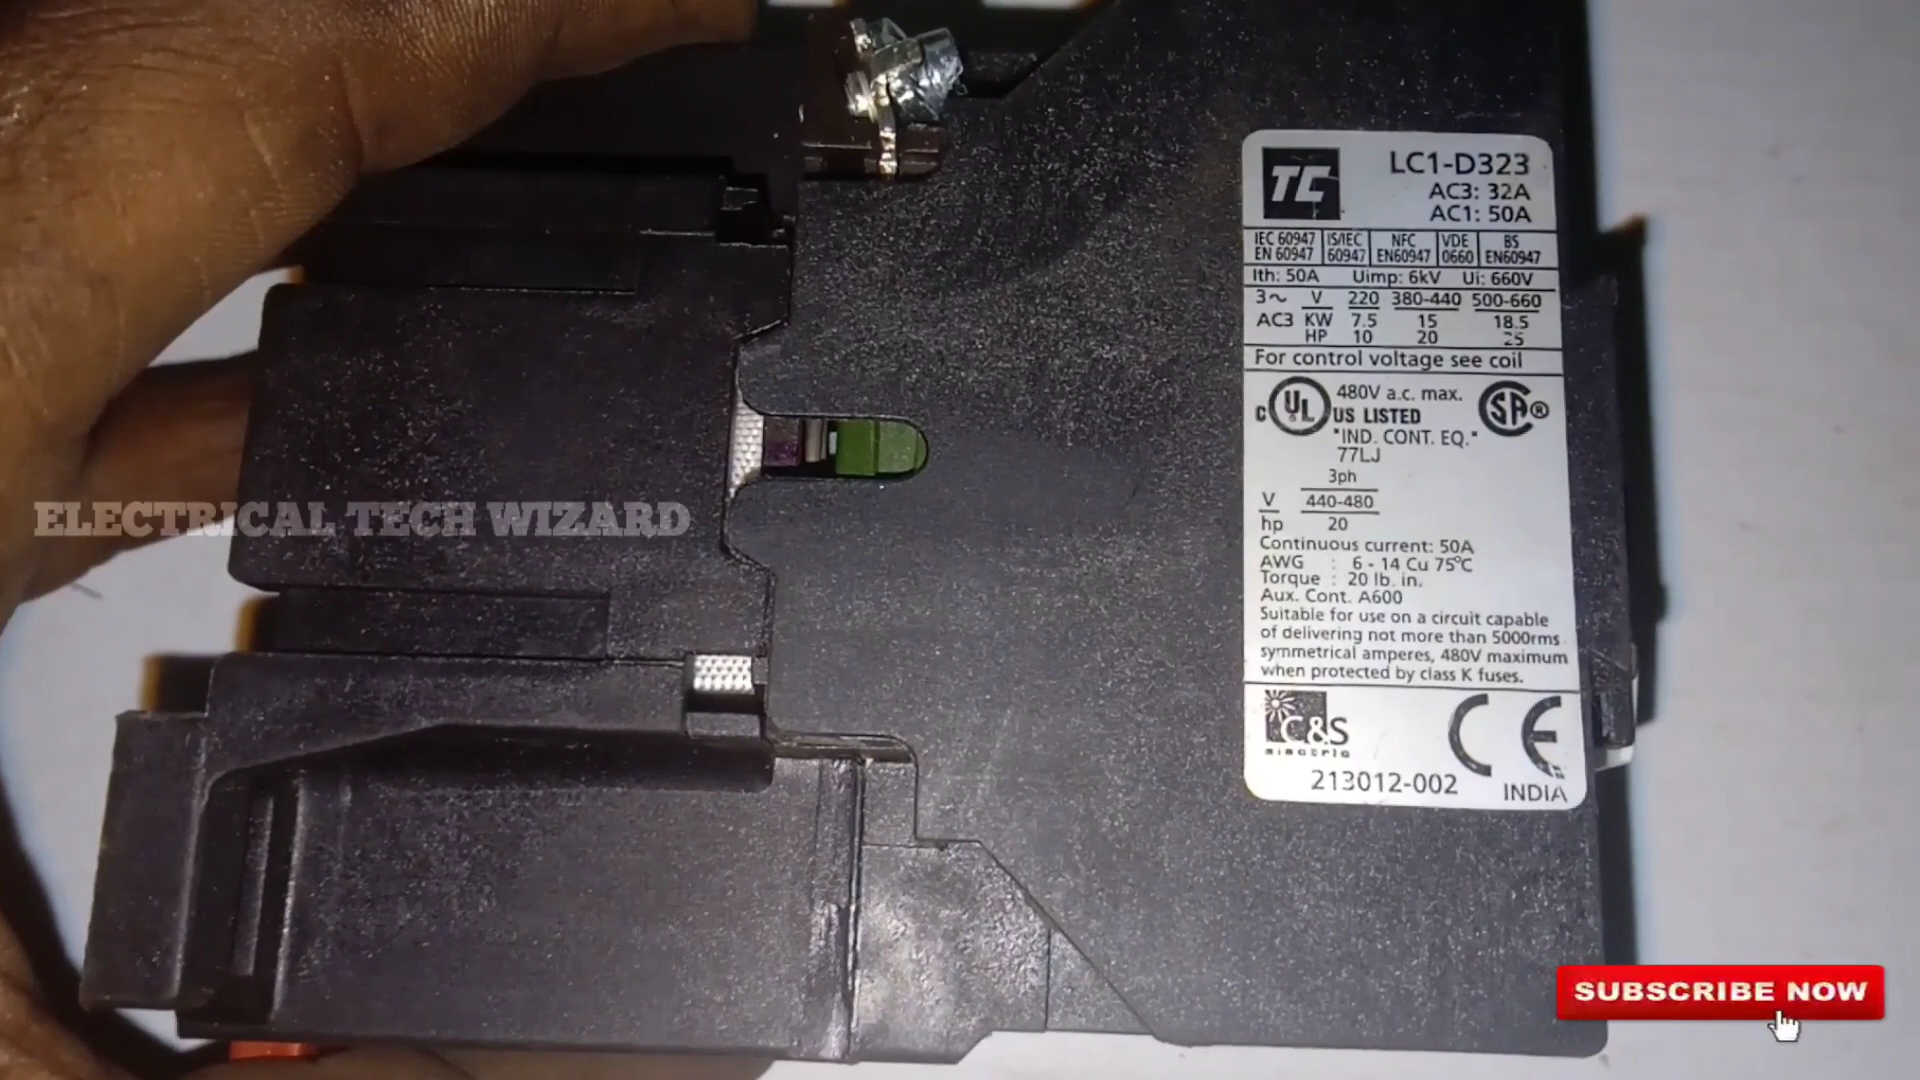 TC
LC1-D323
AC3: 32A
AC1: 50A
IEC 60947 IS/IEC NFC VDE BS
EN 60947 60947 EN60947 0660 EN60947
Ith: 50A Uimp: 6kV Ui: 660V
3~ V 220 380-440 500-660
AC3 KW 7.5 15 18.5
HP 10 20 25
For control voltage see coil
C UL US LISTED 480V a.c. max. SA®
"IND. CONT. EQ."
77LJ
3ph
V 440-480
hp 20
Continuous current: 50A
AWG : 6 - 14 Cu 75°C
Torque : 20 lb. in.
Aux. Cont. A600
Suitable for use on a circuit capable
of delivering not more than 5000rms
symmetrical amperes, 480V maximum
when protected by class K fuses.
C&S
CE
213012-002 INDIA
ELECTRICAL TECH WIZARD
SUBSCRIBE NOW